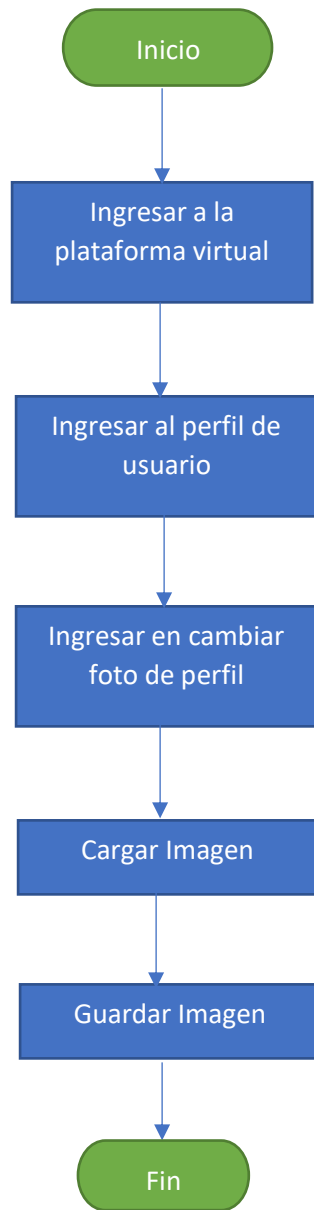 Inicio
Ingresar a la
plataforma virtual
Ingresar al perfil de
usuario
Ingresar en cambiar
foto de perfil
Cargar Imagen
Guardar Imagen
Fin